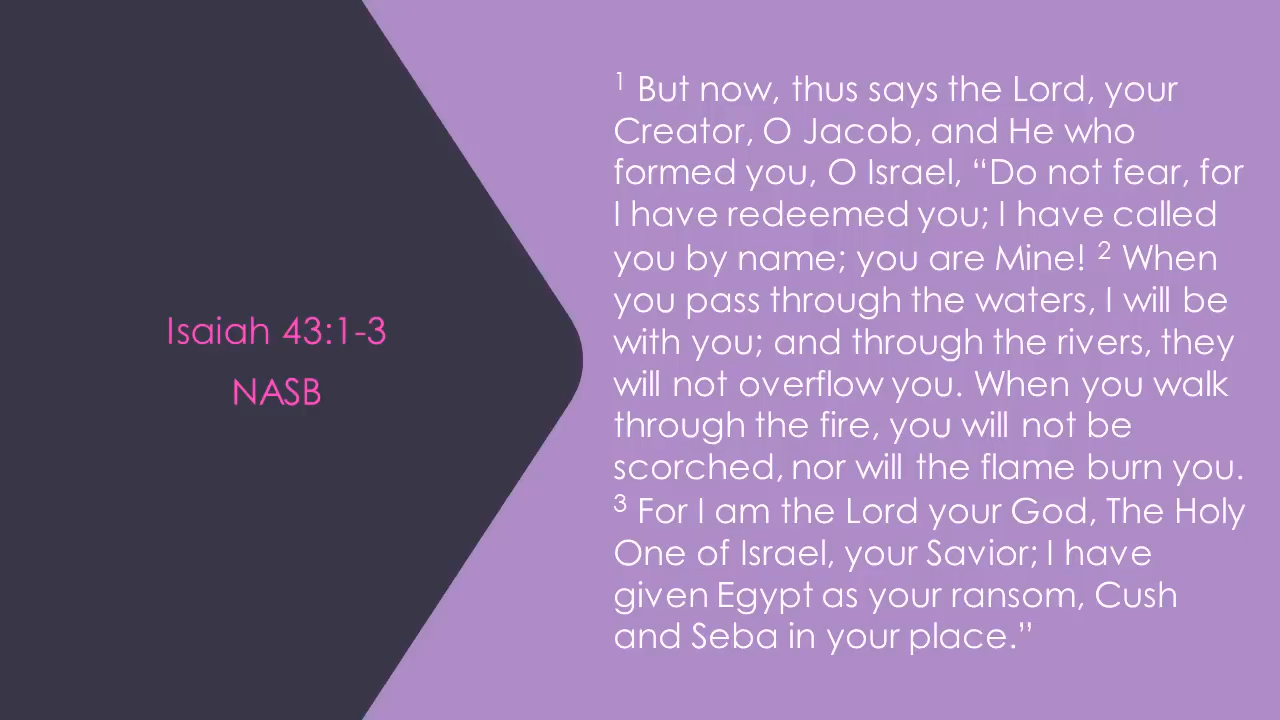 Isaiah 43:1-3
NASB
1 But now, thus says the Lord, your
Creator, O Jacob, and He who
formed you, O Israel, “Do not fear, for
I have redeemed you; I have called
you by name; you are Mine! 2 When
you pass through the waters, I will be
with you; and through the rivers, they
will not overflow you. When you walk
through the fire, you will not be
scorched, nor will the flame burn you.
3 For I am the Lord your God, The Holy
One of Israel, your Savior; I have
given Egypt as your ransom, Cush
and Seba in your place.”